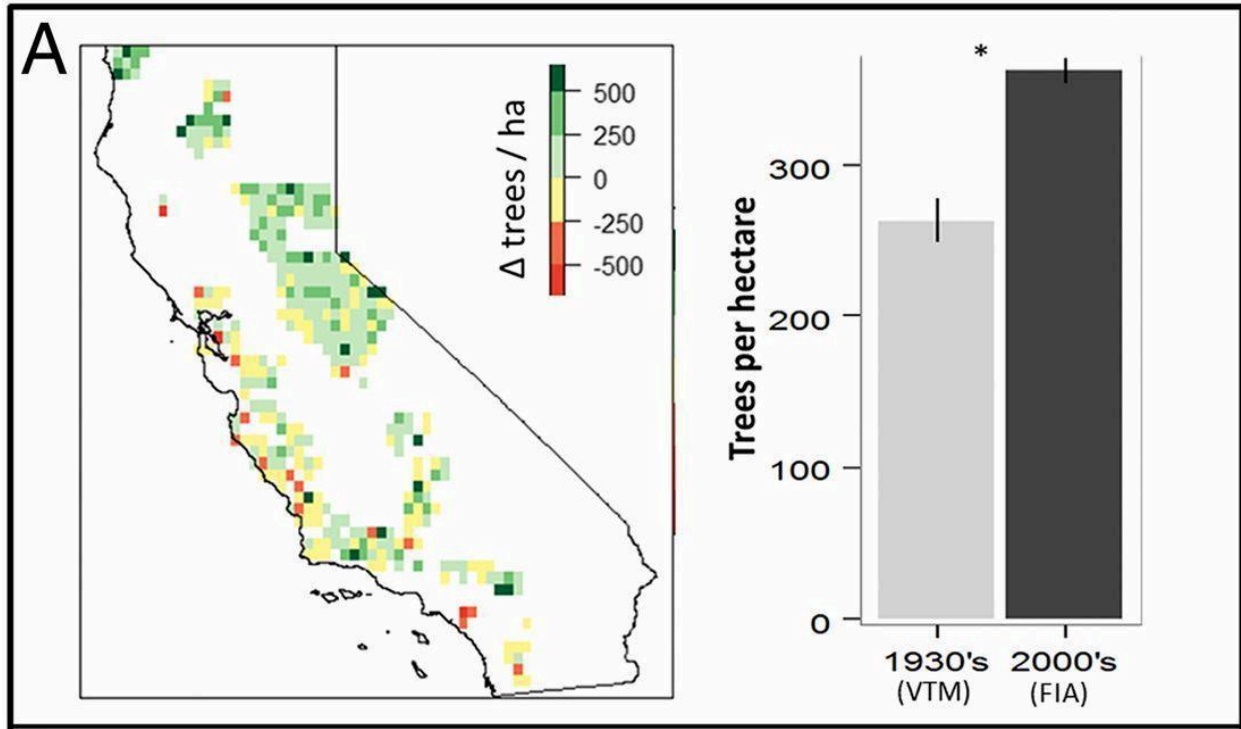 A
Δ trees / ha
500
250
0
-250
-500
*
Trees per hectare
300
200
100
0
1930's 2000's
(VTM) (FIA)